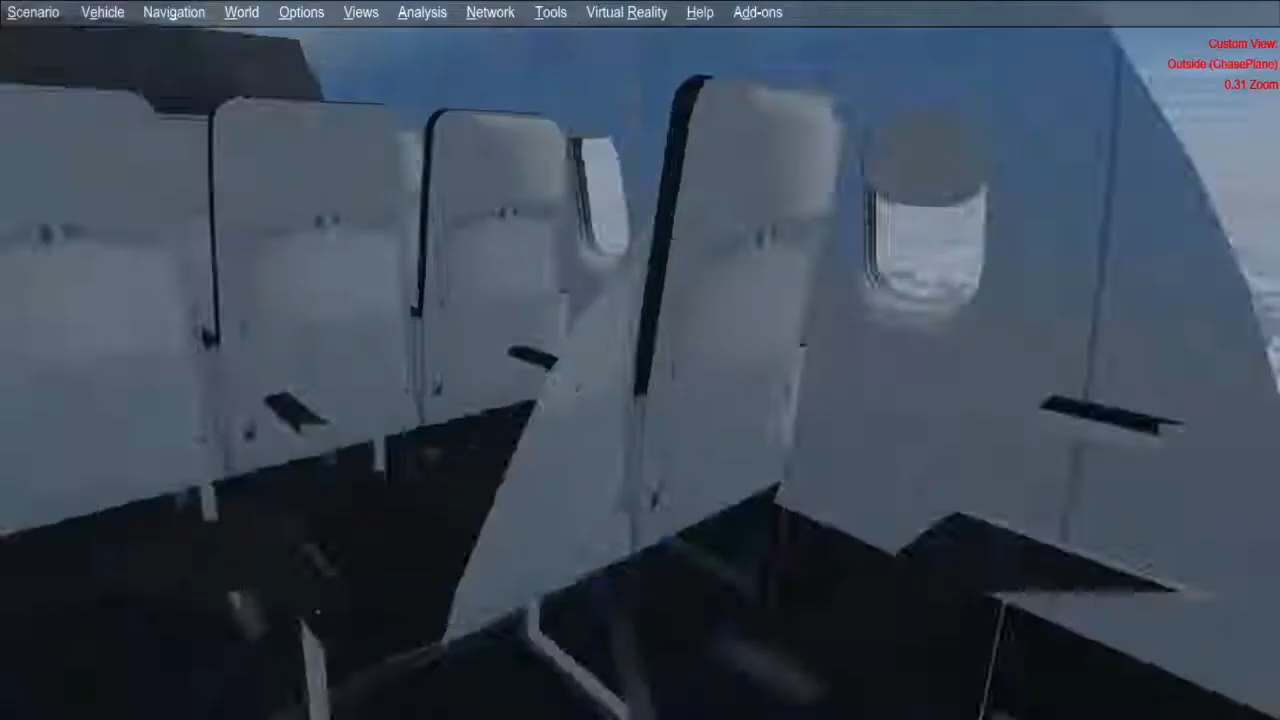 Scenario Vehicle Navigation World Options Views Analysis Network Tools Virtual Reality Help Add-ons
Custom View:
Outside (ChasePlane)
0.31 Zoom